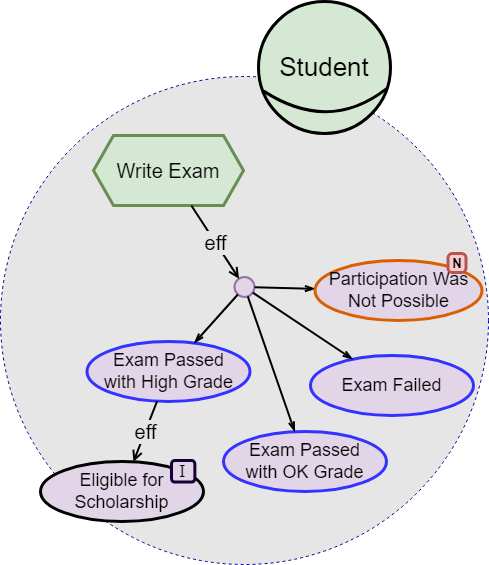 Student
Write Exam
eff
N
Participation Was
Not Possible
Exam Passed
with High Grade
Exam Failed
eff
I
Eligible for
Scholarship
Exam Passed
with OK Grade